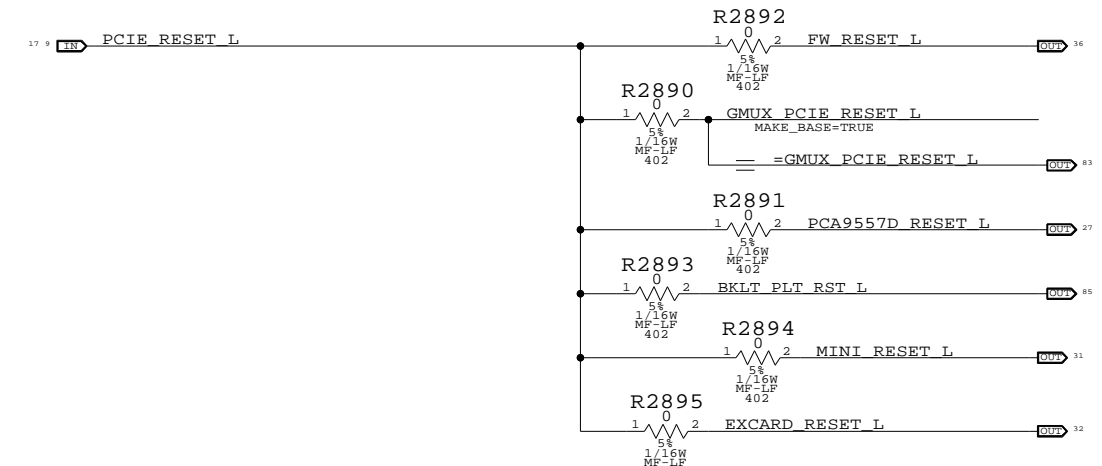 R2892
17 9 IN PCIE_RESET_L 1 0 2 FW_RESET_L OUT 36
5%
1/16W
MF-LF
402
R2890
1 0 2 GMUX_PCIE_RESET_L
MAKE_BASE=TRUE
5%
1/16W
MF-LF
402
=GMUX_PCIE_RESET_L OUT 83
R2891
1 0 2 PCA9557D_RESET_L OUT 27
5%
1/16W
MF-LF
402
R2893
1 0 2 BKLT_PLT_RST_L OUT 85
5%
1/16W
MF-LF
402
R2894
1 0 2 MINI_RESET_L OUT 31
5%
1/16W
MF-LF
402
R2895
1 0 2 EXCARD_RESET_L OUT 32
5%
1/16W
MF-LF